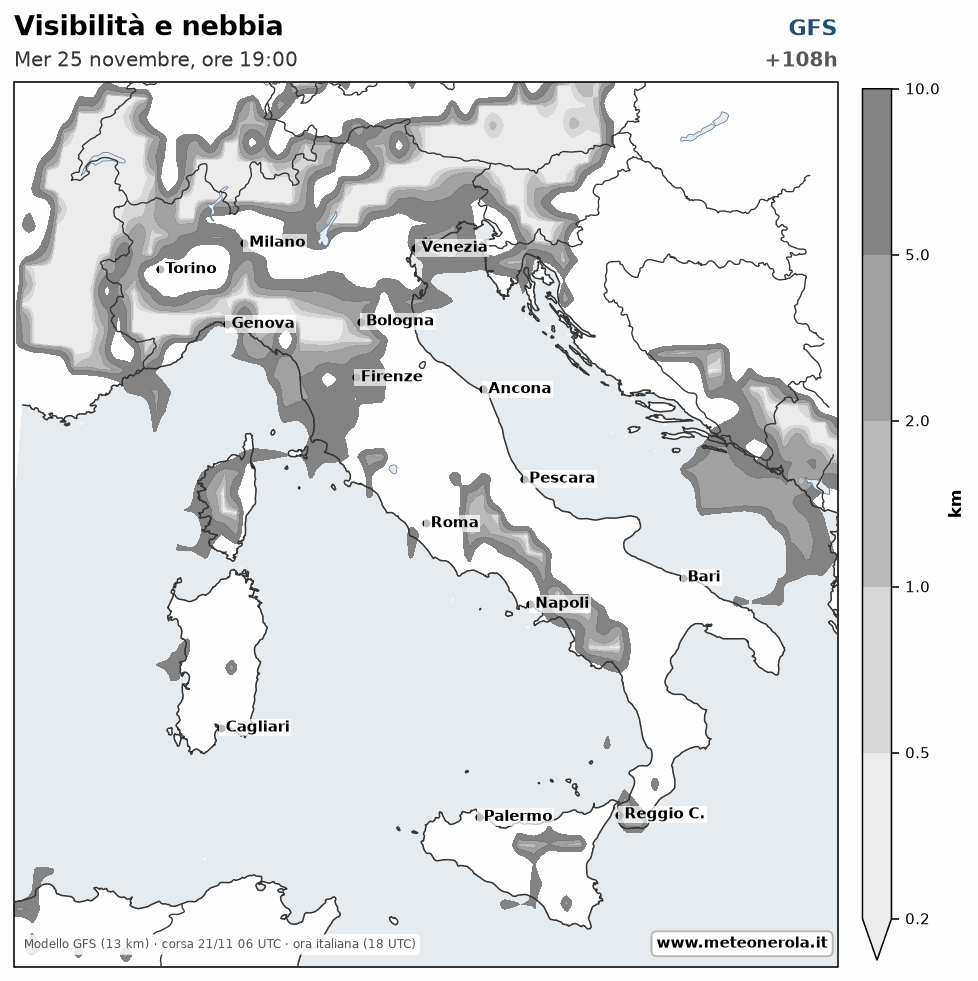 Visibilità e nebbia
GFS
Mer 25 novembre, ore 19:00
+108h
10.0
5.0
2.0
1.0
0.5
0.2
km
Milano
Venezia
Torino
Genova
Bologna
Firenze
Ancona
Pescara
Roma
Bari
Napoli
Cagliari
Palermo
Reggio C.
Modello GFS (13 km) · corsa 21/11 06 UTC · ora italiana (18 UTC)
www.meteonerola.it